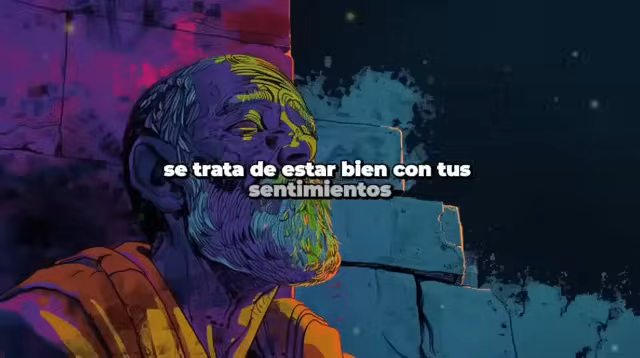 se trata de estar bien con tus
sentimientos